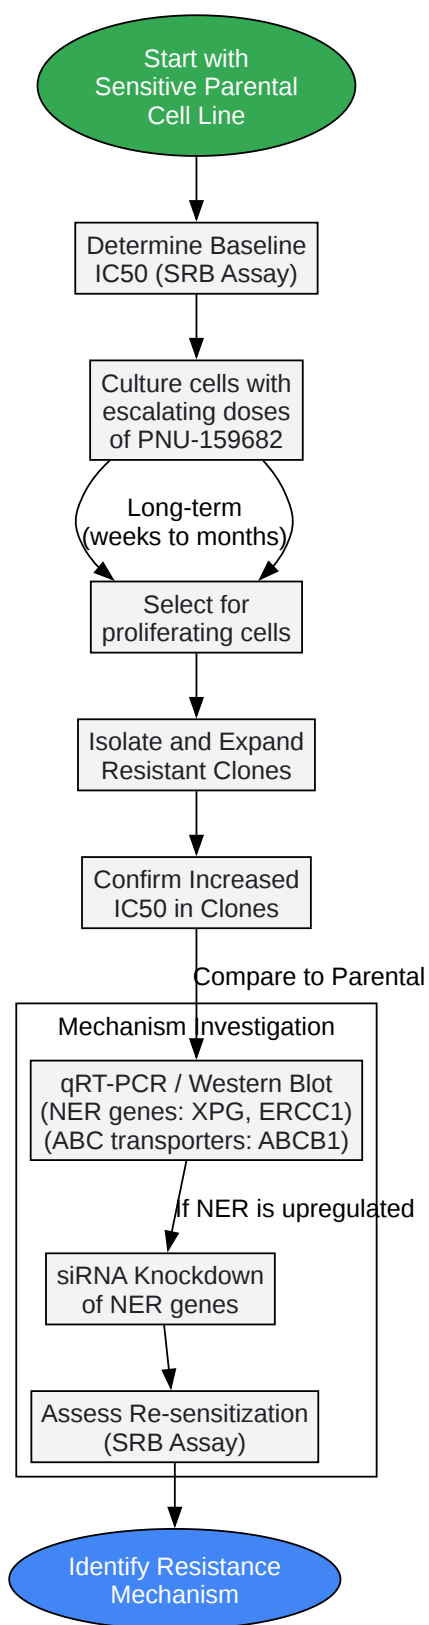 Start with
Sensitive Parental
Cell Line
Determine Baseline
IC50 (SRB Assay)
Culture cells with
escalating doses
of PNU-159682
Long-term
(weeks to months)
Select for
proliferating cells
Isolate and Expand
Resistant Clones
Confirm Increased
IC50 in Clones
Compare to Parental
Mechanism Investigation
qRT-PCR / Western Blot
(NER genes: XPG, ERCC1)
(ABC transporters: ABCB1)
If NER is upregulated
siRNA Knockdown
of NER genes
Assess Re-sensitization
(SRB Assay)
Identify Resistance
Mechanism